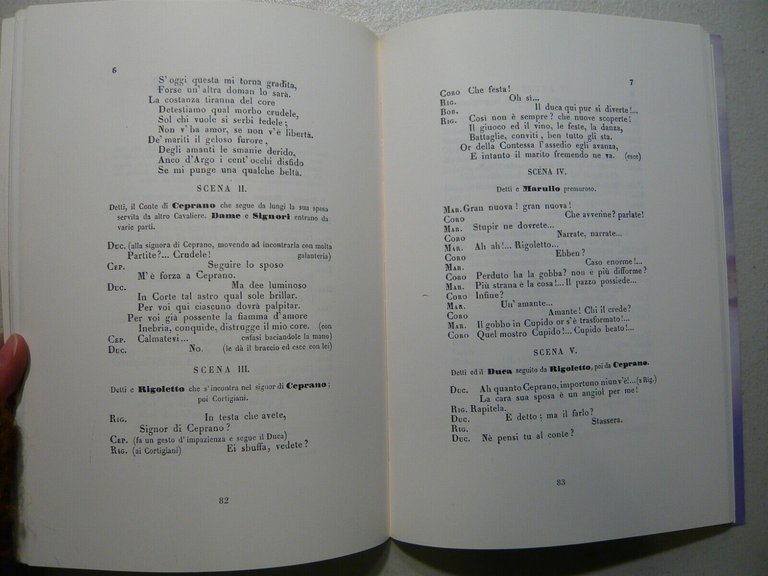 6
S'oggi questa mi torna gradita,
Forse un'altra doman lo sarà.
La costanza tiranna del core
Detestiamo qual morbo crudele,
Sol chi vuole si serbi fedele;
Non v'ha amor, se non v'è libertà.
De' mariti il geloso furore,
Degli amanti le smanie derido,
Anco d'Argo i cent'occhi disfido
Se mi punge una qualche beltà.
SCENA II.
Detti, il Conte di Ceprano che segue da lungi la sua sposa
servita da altro Cavaliere. Dame e Signori entrano da
varie parti.
Duc. (alla signora di Ceprano, movendo ad incontrarla con molta
Partite?... Crudele! galanteria)
Cep. Seguire lo sposo
M'è forza a Ceprano.
Duc. Ma dee luminoso
In Corte tal astro qual sole brillar.
Per voi qui ciascuno dovrà palpitar.
Per voi già possente la fiamma d'amore
Inebria, conquide, distrugge il mio core. (con
Cep. Calmatevi... enfasi baciandole la mano)
Duc. No. (le dà il braccio ed esce con lei)
SCENA III.
Detti e Rigoletto che s'incontra nel signor di Ceprano;
poi Cortigiani.
Rig. In testa che avete,
Signor di Ceprano?
Cep. (fa un gesto d'impazienza e segue il Duca)
Rig. (ai Cortigiani) Ei sbuffa, vedete?
82
7
Coro Che festa!
Rig. Oh sì...
Bor. Il duca qui pur si diverte!...
Rig. Così non è sempre? che nuove scoperte!
Il giuoco ed il vino, le feste, la danza,
Battaglie, conviti, ben tutto gli sta.
Or della Contessa l'assedio egli avanza,
E intanto il marito fremendo ne va. (esce)
SCENA IV.
Detti e Marullo premuroso.
Mar. Gran nuova! gran nuova!
Coro Che avvenne? parlate!
Mar. Stupir ne dovrete...
Coro Narrate, narrate...
Mar. Ah ah!... Rigoletto...
Coro Ebben?
Mar. Caso enorme!...
Coro Perduto ha la gobba? non è più difforme?
Mar. Più strana è la cosa!... Il pazzo possiede...
Coro Infine?
Mar. Un'amante...
Coro Amante! Chi il crede?
Mar. Il gobbo in Cupido or s'è trasformato!...
Coro Quel mostro Cupido!... Cupido beato!...
SCENA V.
Detti ed il Duca seguito da Rigoletto, poi da Ceprano.
Duc. Ah quanto Ceprano, importuno niun v'è!... (a Rig.)
La cara sua sposa è un angiol per me!
Rig. Rapitela.
Duc. È detto; ma il farlo?
Rig. Stassera.
Duc. Nè pensi tu al conte?
83